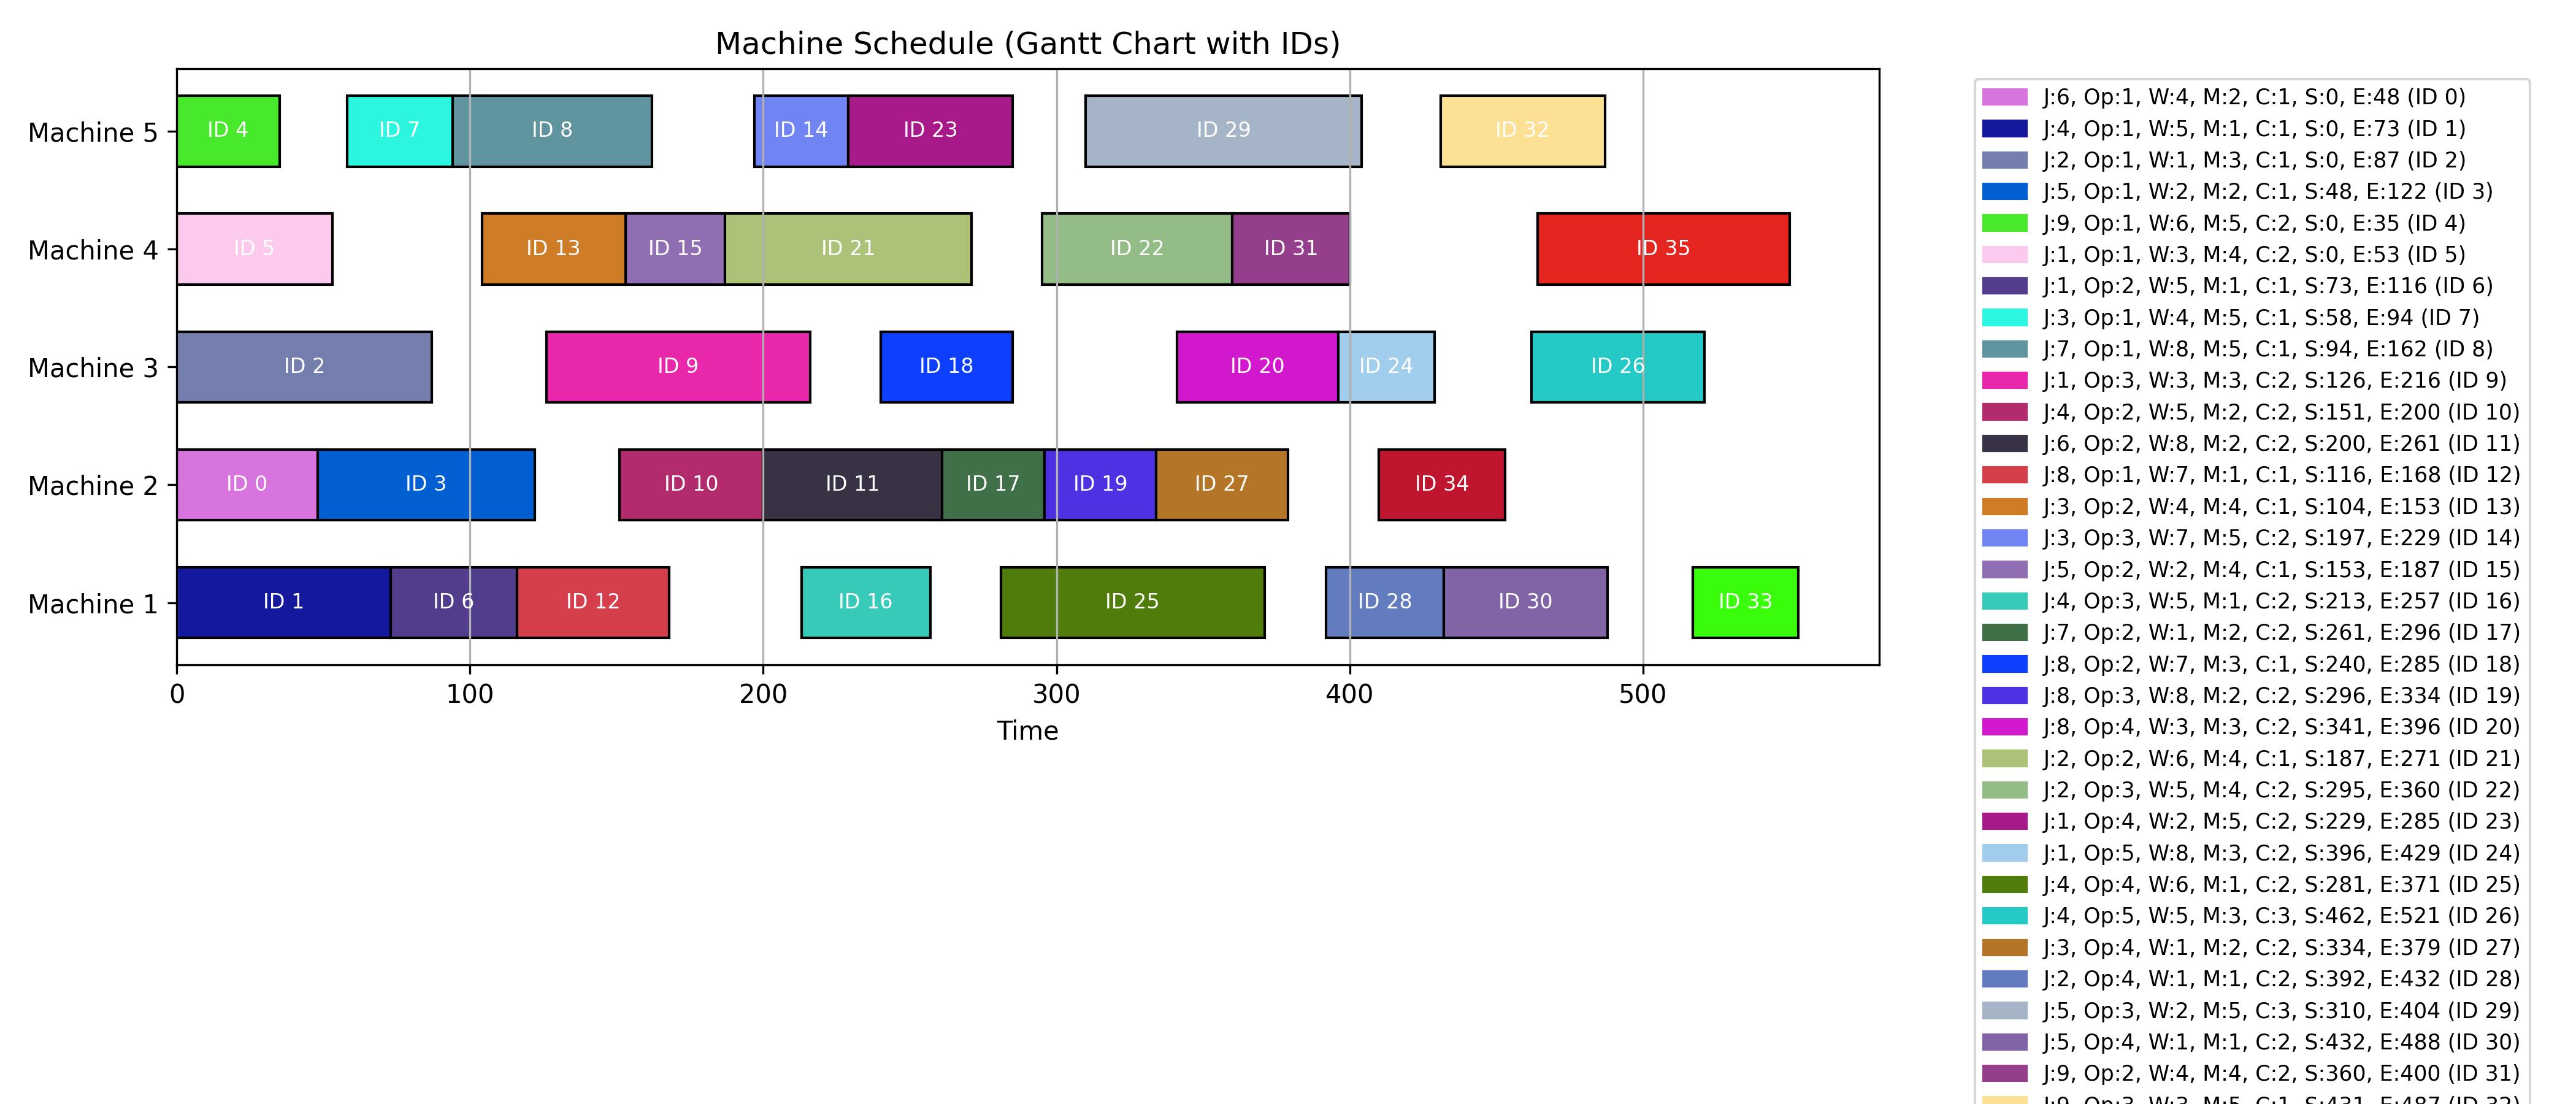 Machine Schedule (Gantt Chart with IDs)
Machine 5
ID 4
ID 7
ID 8
ID 14
ID 23
ID 29
ID 32
Machine 4
ID 5
ID 13
ID 15
ID 21
ID 22
ID 31
ID 35
Machine 3
ID 2
ID 9
ID 18
ID 20
ID 24
ID 26
Machine 2
ID 0
ID 3
ID 10
ID 11
ID 17
ID 19
ID 27
ID 34
Machine 1
ID 1
ID 6
ID 12
ID 16
ID 25
ID 28
ID 30
ID 33
0 100 200 300 400 500
Time
J:6, Op:1, W:4, M:2, C:1, S:0, E:48 (ID 0)
J:4, Op:1, W:5, M:1, C:1, S:0, E:73 (ID 1)
J:2, Op:1, W:1, M:3, C:1, S:0, E:87 (ID 2)
J:5, Op:1, W:2, M:2, C:1, S:48, E:122 (ID 3)
J:9, Op:1, W:6, M:5, C:2, S:0, E:35 (ID 4)
J:1, Op:1, W:3, M:4, C:2, S:0, E:53 (ID 5)
J:1, Op:2, W:5, M:1, C:1, S:73, E:116 (ID 6)
J:3, Op:1, W:4, M:5, C:1, S:58, E:94 (ID 7)
J:7, Op:1, W:8, M:5, C:1, S:94, E:162 (ID 8)
J:1, Op:3, W:3, M:3, C:2, S:126, E:216 (ID 9)
J:4, Op:2, W:5, M:2, C:2, S:151, E:200 (ID 10)
J:6, Op:2, W:8, M:2, C:2, S:200, E:261 (ID 11)
J:8, Op:1, W:7, M:1, C:1, S:116, E:168 (ID 12)
J:3, Op:2, W:4, M:4, C:1, S:104, E:153 (ID 13)
J:3, Op:3, W:7, M:5, C:2, S:197, E:229 (ID 14)
J:5, Op:2, W:2, M:4, C:1, S:153, E:187 (ID 15)
J:4, Op:3, W:5, M:1, C:2, S:213, E:257 (ID 16)
J:7, Op:2, W:1, M:2, C:2, S:261, E:296 (ID 17)
J:8, Op:2, W:7, M:3, C:1, S:240, E:285 (ID 18)
J:8, Op:3, W:8, M:2, C:2, S:296, E:334 (ID 19)
J:8, Op:4, W:3, M:3, C:2, S:341, E:396 (ID 20)
J:2, Op:2, W:6, M:4, C:1, S:187, E:271 (ID 21)
J:2, Op:3, W:5, M:4, C:2, S:295, E:360 (ID 22)
J:1, Op:4, W:2, M:5, C:2, S:229, E:285 (ID 23)
J:1, Op:5, W:8, M:3, C:2, S:396, E:429 (ID 24)
J:4, Op:4, W:6, M:1, C:2, S:281, E:371 (ID 25)
J:4, Op:5, W:5, M:3, C:3, S:462, E:521 (ID 26)
J:3, Op:4, W:1, M:2, C:2, S:334, E:379 (ID 27)
J:2, Op:4, W:1, M:1, C:2, S:392, E:432 (ID 28)
J:5, Op:3, W:2, M:5, C:3, S:310, E:404 (ID 29)
J:5, Op:4, W:1, M:1, C:2, S:432, E:488 (ID 30)
J:9, Op:2, W:4, M:4, C:2, S:360, E:400 (ID 31)
J:9, Op:3, W:3, M:5, C:1, S:431, E:487 (ID 32)